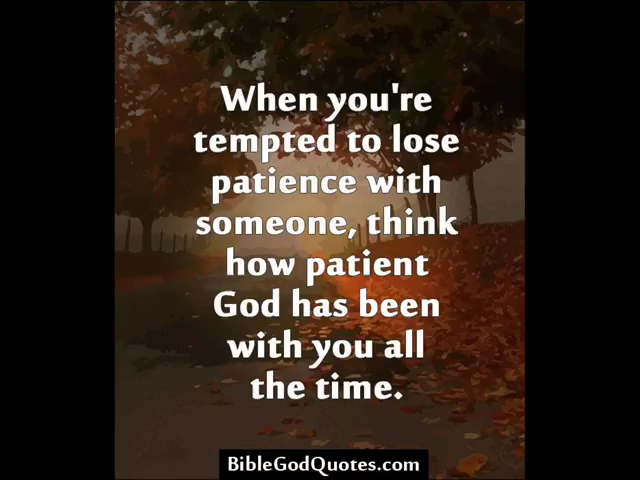 When you're
tempted to lose
patience with
someone, think
how patient
God has been
with you all
the time.
BibleGodQuotes.com